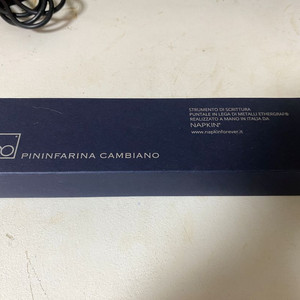 STRUMENTO DI SCRITTURA
PUNTALE IN LEGA DI METALLI ETHERGRAF®
REALIZZATO A MANO IN ITALIA DA
NAPKIN®
www.napkinforever.it
PININFARINA CAMBIANO